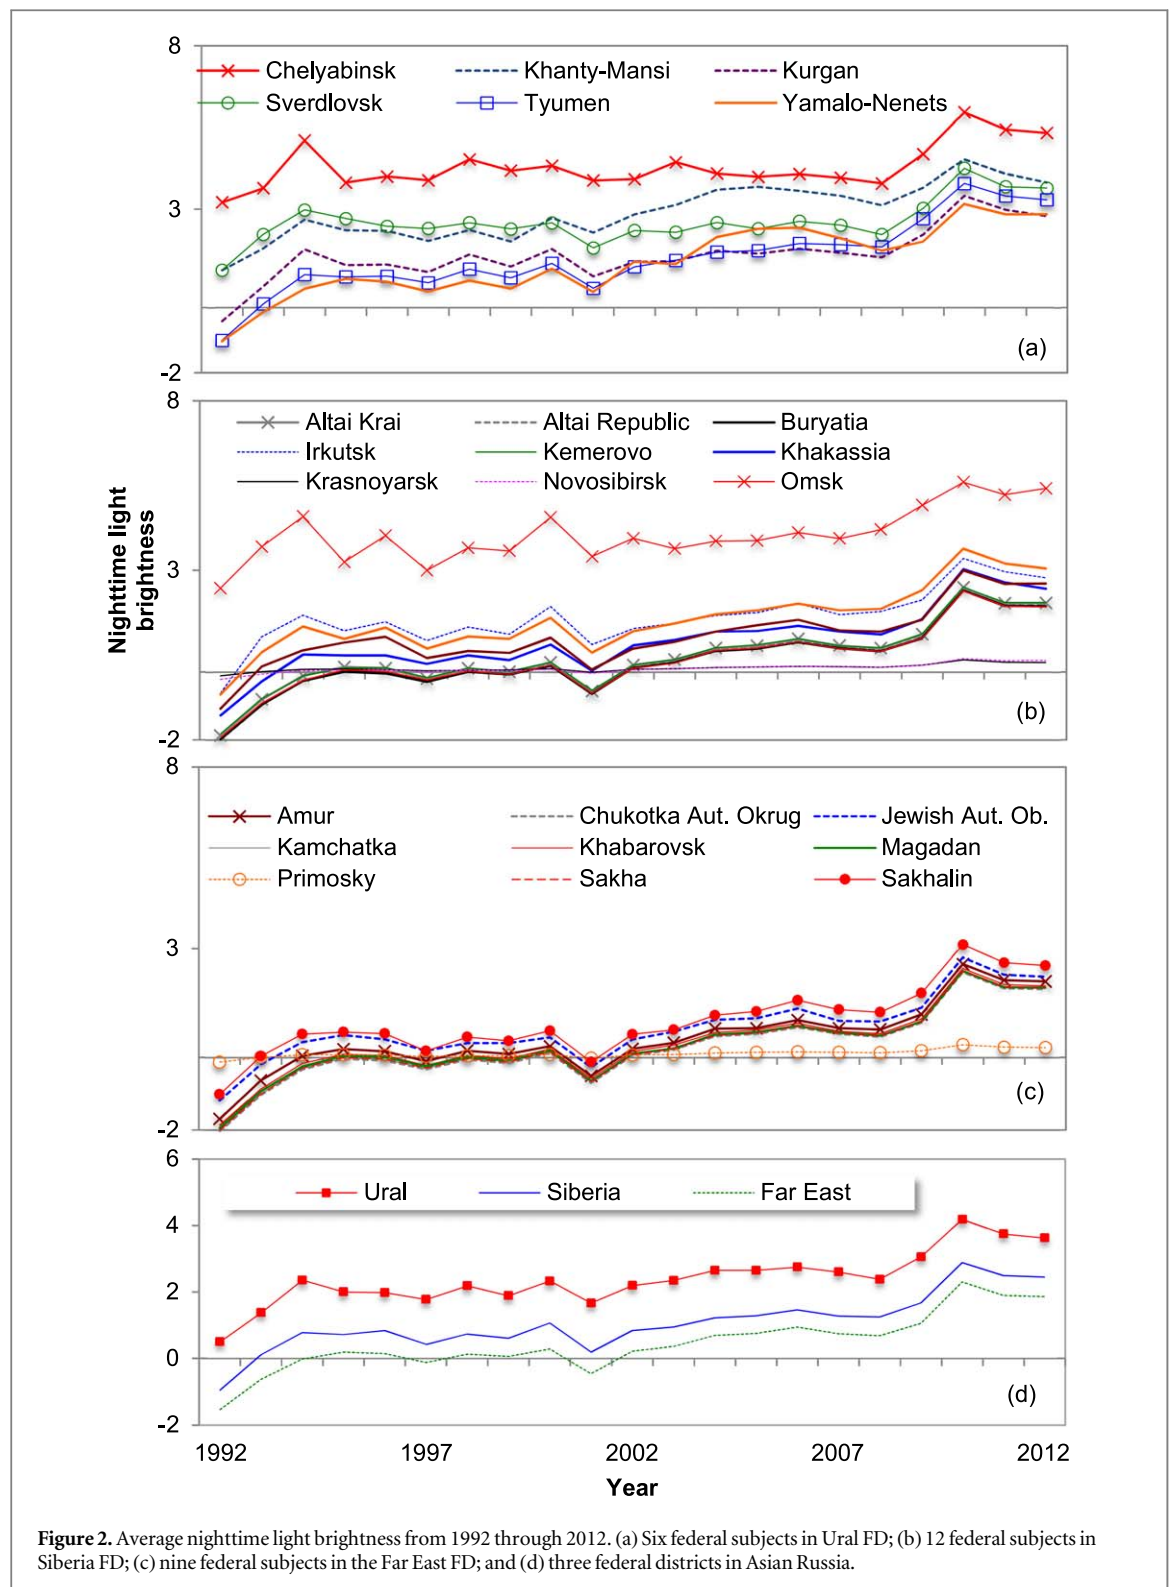 8
Chelyabinsk Khanty-Mansi Kurgan
Sverdlovsk Tyumen Yamalo-Nenets
3
(a)
-2
8
Altai Krai Altai Republic Buryatia
Irkutsk Kemerovo Khakassia
Krasnoyarsk Novosibirsk Omsk
Nighttime light
brightness
3
(b)
-2
8
Amur Chukotka Aut. Okrug Jewish Aut. Ob.
Kamchatka Khabarovsk Magadan
Primosky Sakha Sakhalin
3
(c)
-2
6
Ural Siberia Far East
4
2
0
(d)
-2
1992 1997 2002 2007 2012
Year
Figure 2. Average nighttime light brightness from 1992 through 2012. (a) Six federal subjects in Ural FD; (b) 12 federal subjects in
Siberia FD; (c) nine federal subjects in the Far East FD; and (d) three federal districts in Asian Russia.